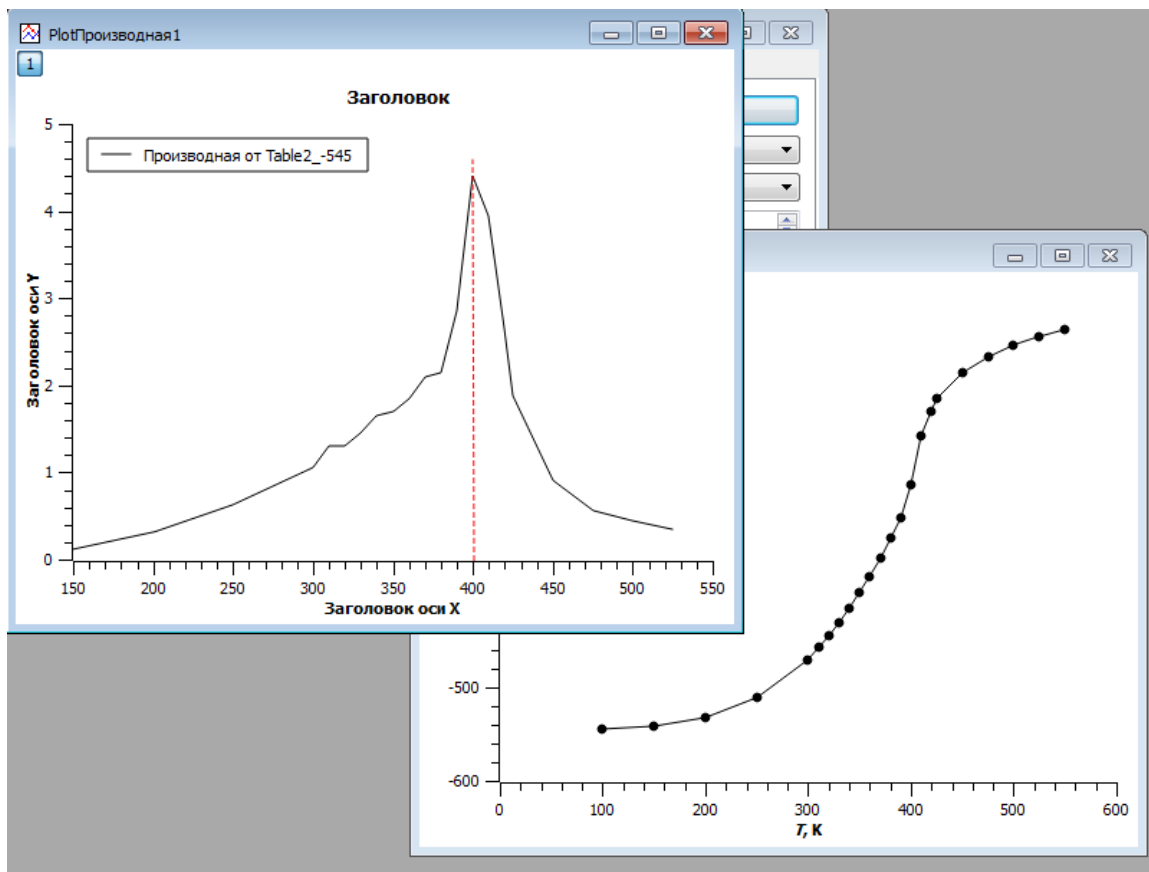 PlotПроизводная1
1
Заголовок
Производная от Table2_-545
Заголовок оси Y
5
4
3
2
1
0
150 200 250 300 350 400 450 500 550
Заголовок оси X
-500
-600
0 100 200 300 400 500 600
T, K